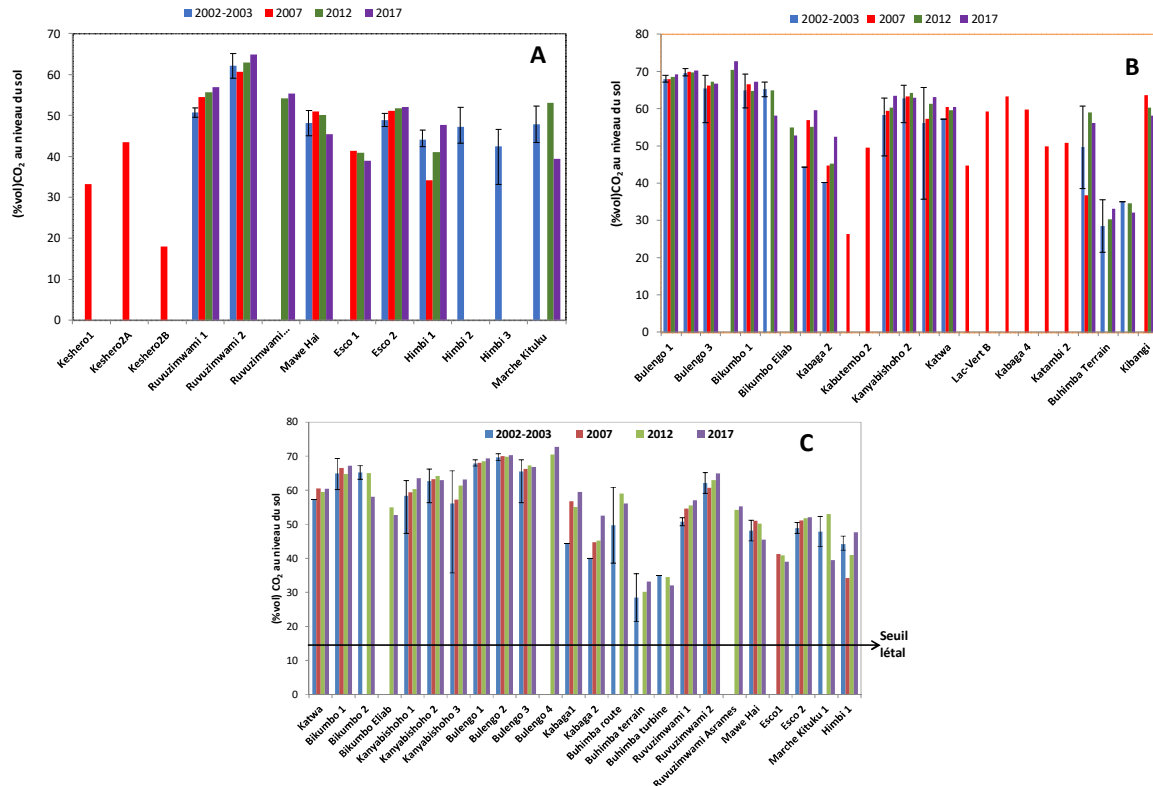 2002-2003 2007 2012 2017
A
(%vol)CO₂ au niveau du sol
70
60
50
40
30
20
10
0
Keshero1
Keshero2A
Keshero2B
Ruvuzimwami 1
Ruvuzimwami 2
Ruvuzimwami...
Mawe Hai
Esco 1
Esco 2
Himbi 1
Himbi 2
Himbi 3
Marche Kituku
2002-2003 2007 2012 2017
B
(%vol)CO₂ au niveau du sol
80
70
60
50
40
30
20
10
0
Bulengo 1
Bulengo 3
Bikumbo 1
Bikumbo Eliab
Kabaga 2
Kabutembo 2
Kanyabishoho 2
Katwa
Lac-Vert B
Kabaga 4
Katambi 2
Buhimba Terrain
Kibangi
2002-2003 2007 2012 2017
C
(%vol) CO₂ au niveau du sol
80
70
60
50
40
30
20
10
0
Seuil
létal
Katwa
Bikumbo 1
Bikumbo 2
Bikumbo Eliab
Kanyabishoho 1
Kanyabishoho 2
Kanyabishoho 3
Bulengo 1
Bulengo 2
Bulengo 3
Bulengo 4
Kabaga1
Kabaga 2
Buhimba route
Buhimba terrain
Buhimba turbine
Ruvuzimwami 1
Ruvuzimwami 2
Ruvuzimwami Asrames
Mawe Hai
Esco1
Esco 2
Marche Kituku 1
Himbi 1